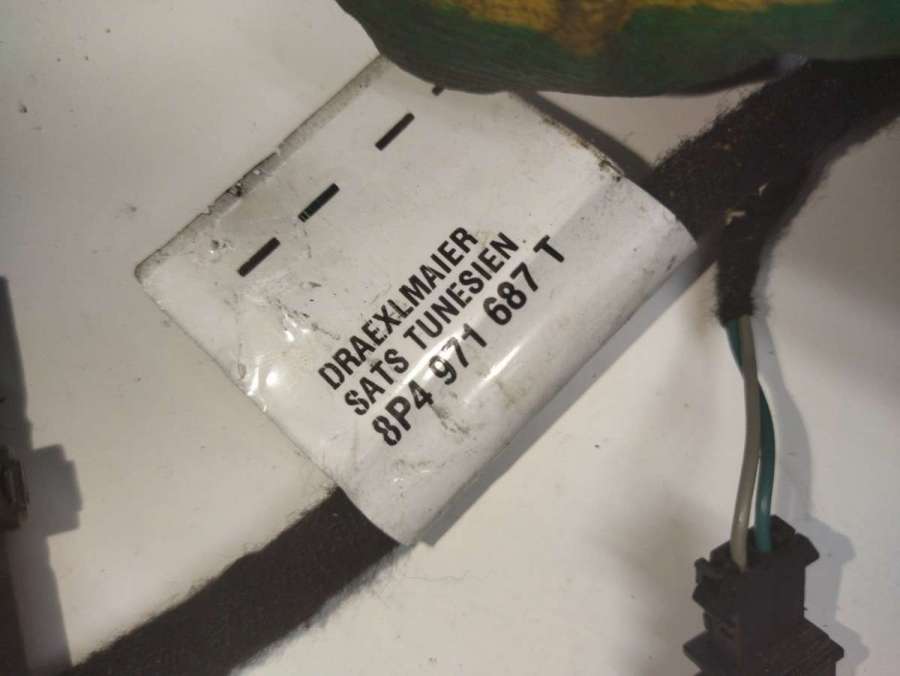 DRAEXLMAIER
SATS TUNESIEN
8P4 971 687 T